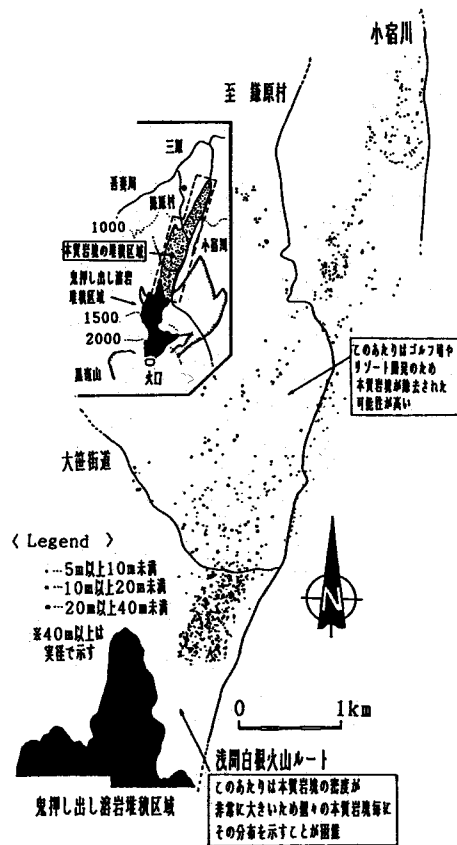 小宿川
至 鎌原村
三原
吾妻川
鎌原村
1000
小宿川
本質岩塊の堆積区域
鬼押し出し溶岩
堆積区域
1500
2000
黒斑山
火口
このあたりはゴルフ場や
リゾート開発のため
本質岩塊が除去された
可能性が高い
大笹街道
〈 Legend 〉
・…5m以上10m未満
・…10m以上20m未満
・…20m以上40m未満
※40m以上は
実径で示す
N
0 1km
浅間白根火山ルート
このあたりは本質岩塊の密度が
非常に大きいため個々の本質岩塊毎に
その分布を示すことが困難
鬼押し出し溶岩堆積区域